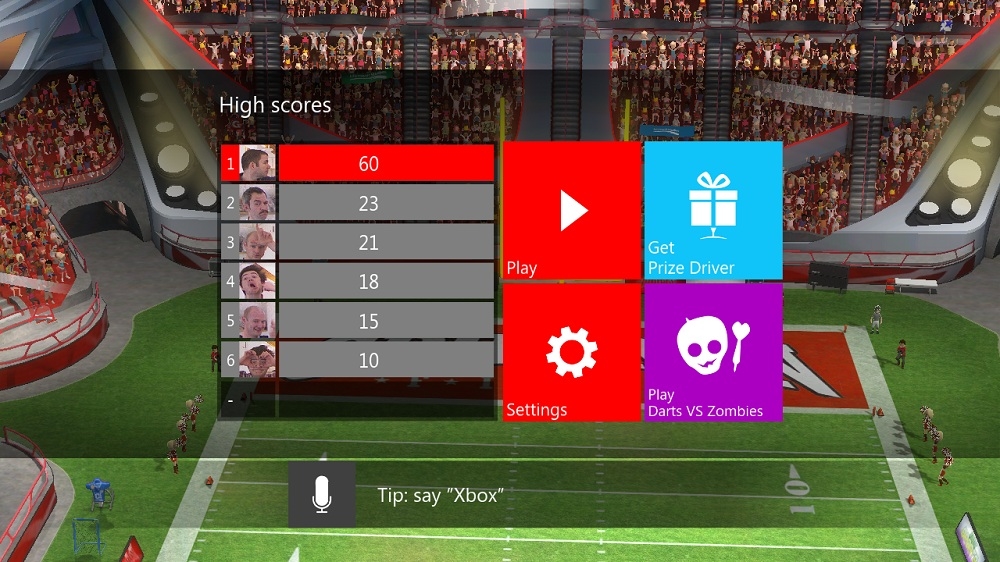 High scores
1 60
2 23
3 21
4 18
5 15
6 10
-
Play
Get
Prize Driver
Settings
Play
Darts VS Zombies
Tip: say "Xbox"